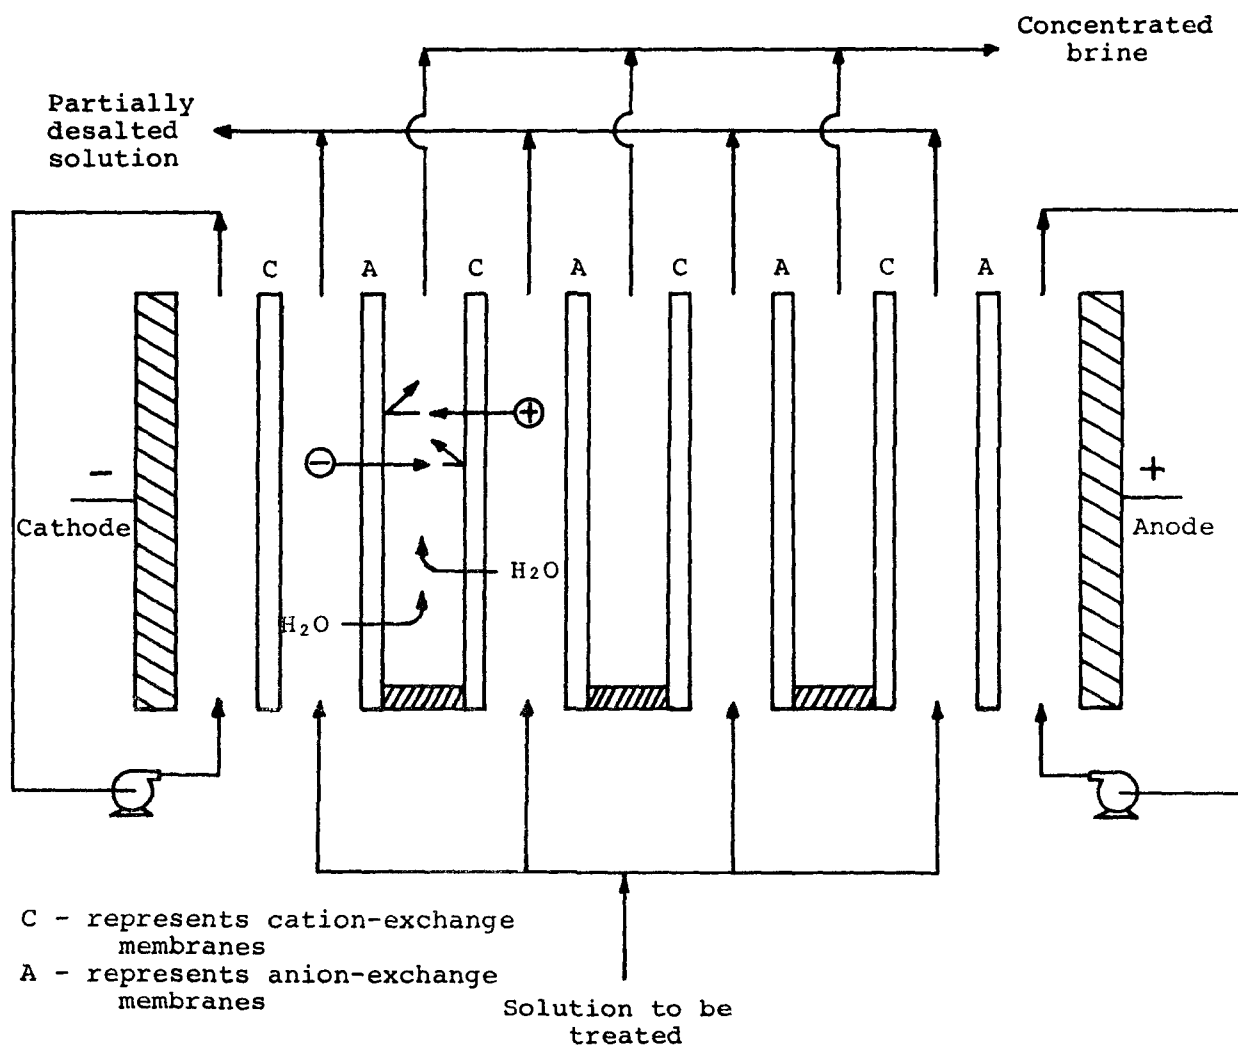 Concentrated
brine
Partially
desalted
solution
C A C A C A C A
+
−
−
+
Cathode
Anode
H₂O
H₂O
C - represents cation-exchange
membranes
A - represents anion-exchange
membranes
Solution to be
treated